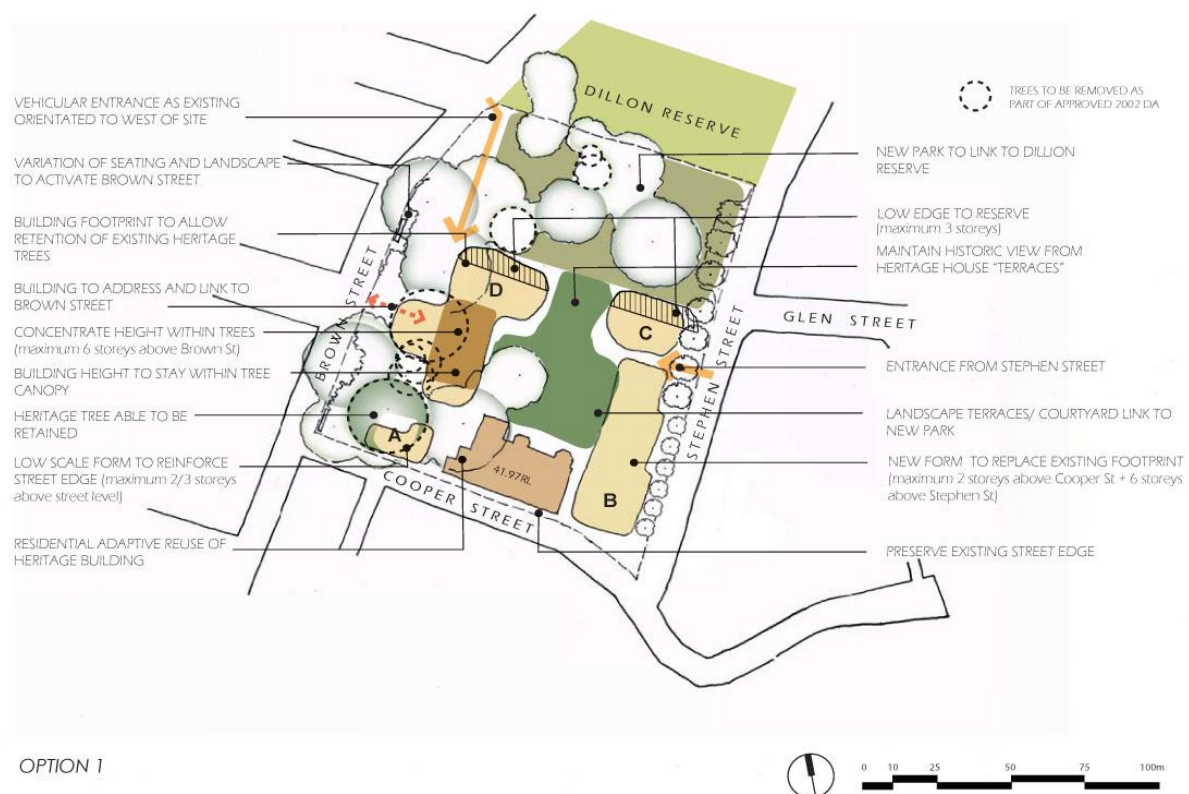 VEHICULAR ENTRANCE AS EXISTING
ORIENTATED TO WEST OF SITE
VARIATION OF SEATING AND LANDSCAPE
TO ACTIVATE BROWN STREET
BUILDING FOOTPRINT TO ALLOW
RETENTION OF EXISTING HERITAGE
TREES
BUILDING TO ADDRESS AND LINK TO
BROWN STREET
CONCENTRATE HEIGHT WITHIN TREES
(maximum 6 storeys above Brown St)
BUILDING HEIGHT TO STAY WITHIN TREE
CANOPY
HERITAGE TREE ABLE TO BE
RETAINED
LOW SCALE FORM TO REINFORCE
STREET EDGE (maximum 2/3 storeys
above street level)
RESIDENTIAL ADAPTIVE REUSE OF
HERITAGE BUILDING
DILLON RESERVE
BROWN STREET
D
C
A
B
41.97RL
COOPER STREET
STEPHEN STREET
GLEN STREET
TREES TO BE REMOVED AS
PART OF APPROVED 2002 DA
NEW PARK TO LINK TO DILLION
RESERVE
LOW EDGE TO RESERVE
(maximum 3 storeys)
MAINTAIN HISTORIC VIEW FROM
HERITAGE HOUSE "TERRACES"
ENTRANCE FROM STEPHEN STREET
LANDSCAPE TERRACES/ COURTYARD LINK TO
NEW PARK
NEW FORM TO REPLACE EXISTING FOOTPRINT
(maximum 2 storeys above Cooper St + 6 storeys
above Stephen St)
PRESERVE EXISTING STREET EDGE
OPTION 1
0 10 25 50 75 100m